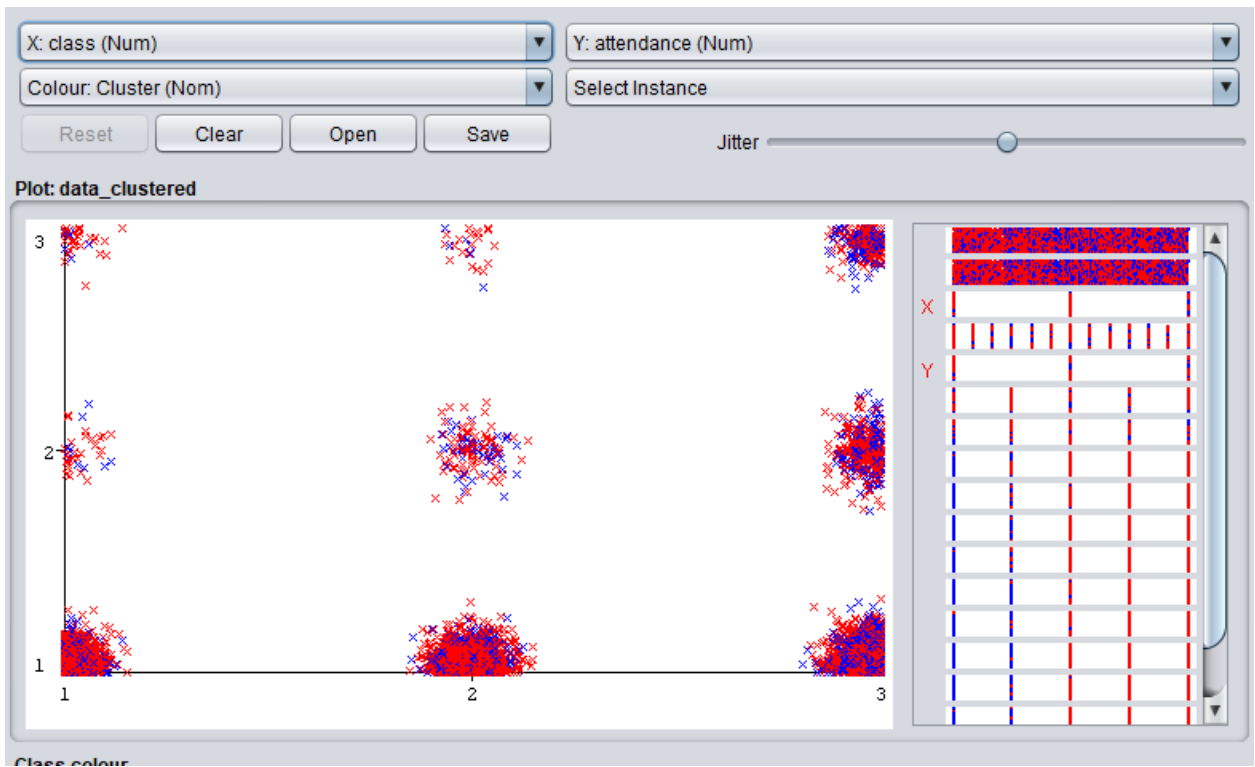 X: class (Num)
Y: attendance (Num)
Colour: Cluster (Nom)
Select Instance
Reset
Clear
Open
Save
Jitter
Plot: data_clustered
3
2
1
1
2
3
X
Y
Class colour